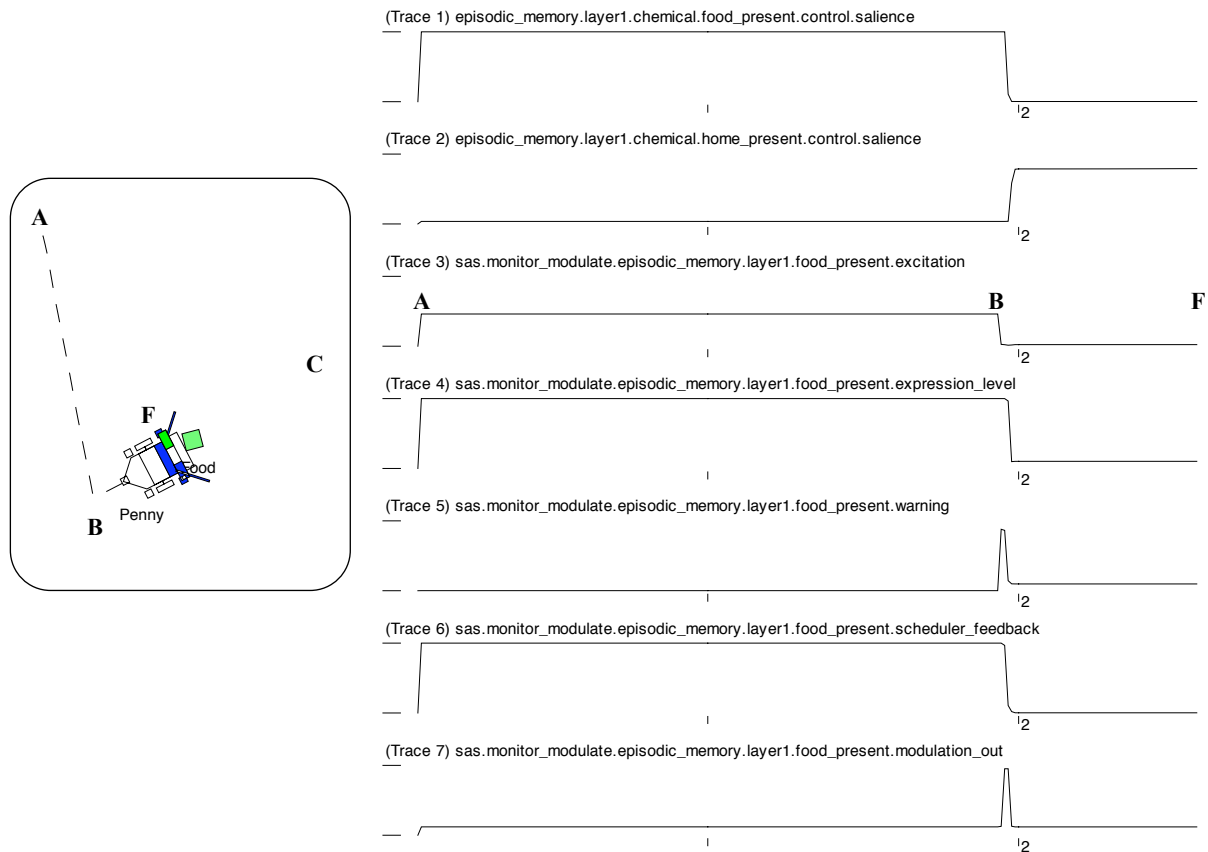 (Trace 1) episodic_memory.layer1.chemical.food_present.control.salience
2
(Trace 2) episodic_memory.layer1.chemical.home_present.control.salience
2
(Trace 3) sas.monitor_modulate.episodic_memory.layer1.food_present.excitation
A B F
2
(Trace 4) sas.monitor_modulate.episodic_memory.layer1.food_present.expression_level
2
(Trace 5) sas.monitor_modulate.episodic_memory.layer1.food_present.warning
2
(Trace 6) sas.monitor_modulate.episodic_memory.layer1.food_present.scheduler_feedback
2
(Trace 7) sas.monitor_modulate.episodic_memory.layer1.food_present.modulation_out
2
A
C
F
ood
Penny
B